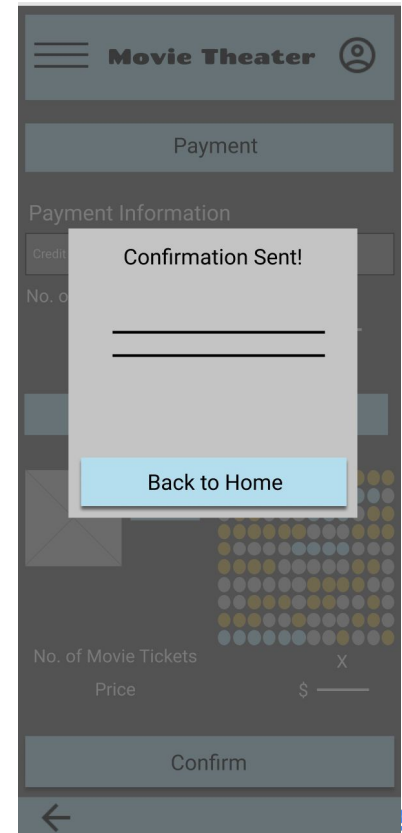 Movie Theater
Payment
Payment Information
Credit
No. o
Confirmation Sent!
Back to Home
No. of Movie Tickets X
Price $
Confirm